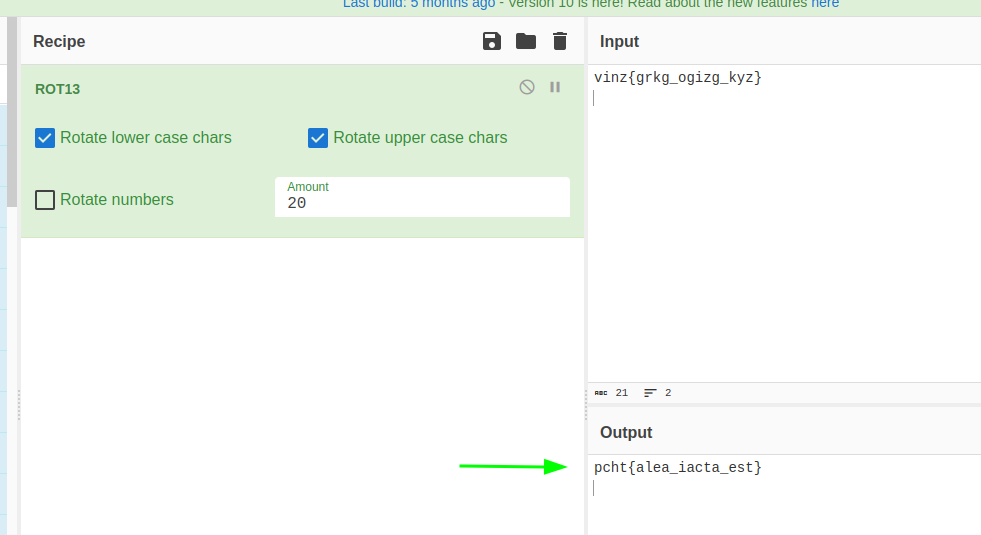 Last build: 5 months ago - Version 10 is here! Read about the new features here
Recipe
ROT13
Rotate lower case chars
Rotate upper case chars
Rotate numbers
Amount
20
Input
vinz{grkg_ogizg_kyz}
ABC 21 2
Output
pcht{alea_iacta_est}